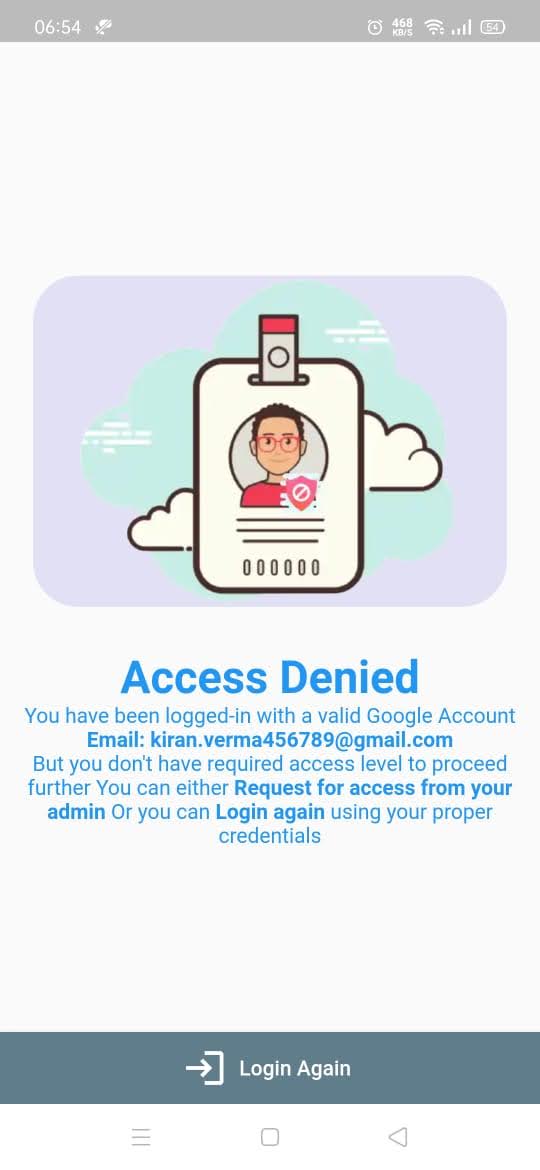 06:54
468
KB/S
54
000000
Access Denied
You have been logged-in with a valid Google Account
Email: kiran.verma456789@gmail.com
But you don't have required access level to proceed
further You can either Request for access from your
admin Or you can Login again using your proper
credentials
Login Again